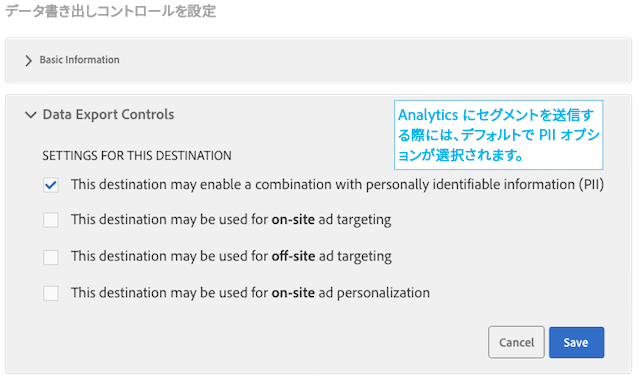 データ書き出しコントロールを設定
Basic Information
Data Export Controls
Analytics にセグメントを送信す
る際には、デフォルトで PII オプシ
ョンが選択されます。
SETTINGS FOR THIS DESTINATION
This destination may enable a combination with personally identifiable information (PII)
This destination may be used for on-site ad targeting
This destination may be used for off-site ad targeting
This destination may be used for on-site ad personalization
Cancel
Save